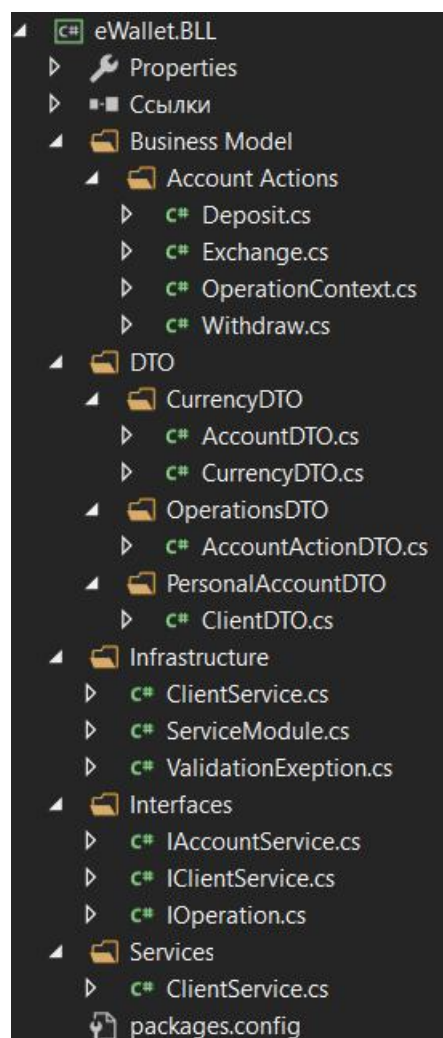 C# eWallet.BLL
Properties
Ссылки
Business Model
Account Actions
C# Deposit.cs
C# Exchange.cs
C# OperationContext.cs
C# Withdraw.cs
DTO
CurrencyDTO
C# AccountDTO.cs
C# CurrencyDTO.cs
OperationsDTO
C# AccountActionDTO.cs
PersonalAccountDTO
C# ClientDTO.cs
Infrastructure
C# ClientService.cs
C# ServiceModule.cs
C# ValidationExeption.cs
Interfaces
C# IAccountService.cs
C# IClientService.cs
C# IOperation.cs
Services
C# ClientService.cs
packages.config